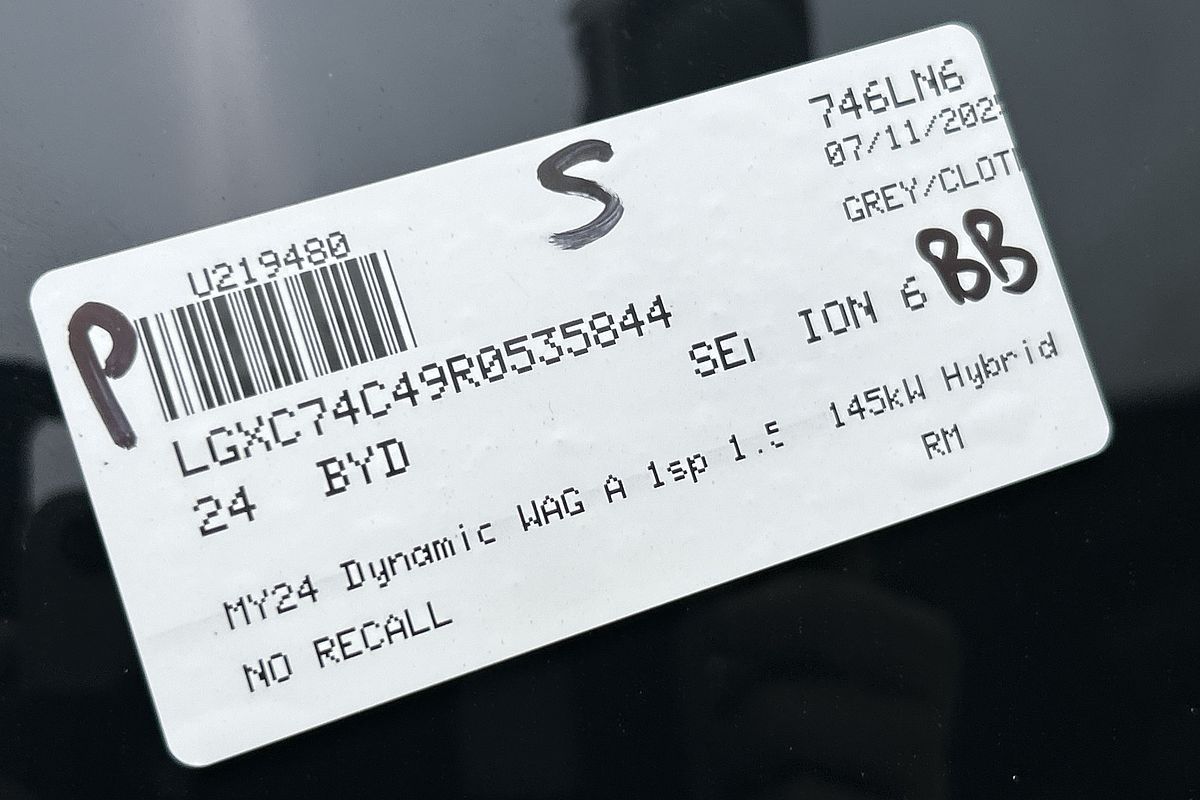 746LN6
07/11/202
S
U219480
GREY/CLOT
P
BB
LGXC74C49R0535844
24 BYD ION 6
MY24 Dynamic WAG A 1sp 1.5 145kW Hybrid
NO RECALL RM